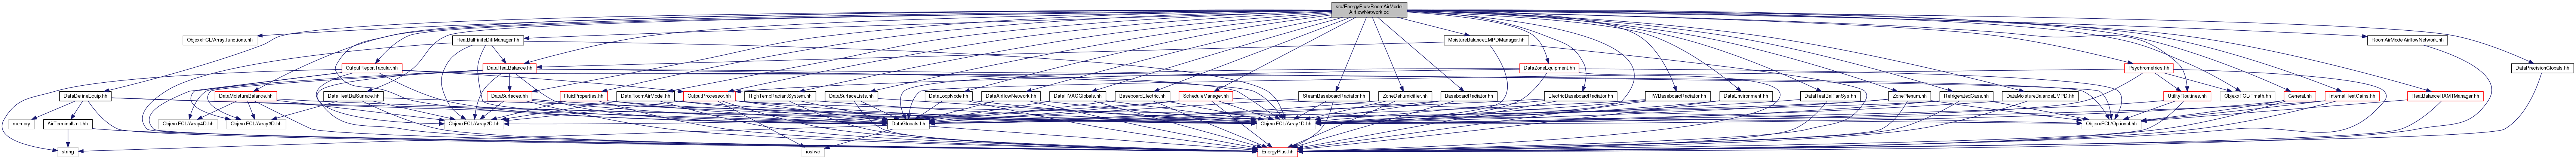 src/EnergyPlus/RoomAirModel
AirflowNetwork.cc
ObjexxFCL/Array.functions.hh
HeatBalFiniteDiffManager.hh
MoistureBalanceEMPDManager.hh
RoomAirModelAirflowNetwork.hh
OutputReportTabular.hh
DataHeatBalance.hh
DataZoneEquipment.hh
Psychrometrics.hh
DataPrecisionGlobals.hh
DataDefineEquip.hh
DataMoistureBalance.hh
DataHeatBalSurface.hh
DataSurfaces.hh
FluidProperties.hh
DataRoomAirModel.hh
OutputProcessor.hh
HighTempRadiantSystem.hh
DataSurfaceLists.hh
DataLoopNode.hh
DataAirflowNetwork.hh
DataHVACGlobals.hh
BaseboardElectric.hh
ScheduleManager.hh
SteamBaseboardRadiator.hh
ZoneDehumidifier.hh
BaseboardRadiator.hh
ElectricBaseboardRadiator.hh
HWBaseboardRadiator.hh
DataEnvironment.hh
DataHeatBalFanSys.hh
ZonePlenum.hh
RefrigeratedCase.hh
DataMoistureBalanceEMPD.hh
UtilityRoutines.hh
ObjexxFCL/Fmath.hh
General.hh
InternalHeatGains.hh
HeatBalanceHAMTManager.hh
memory
AirTerminalUnit.hh
ObjexxFCL/Array4D.hh
ObjexxFCL/Array3D.hh
ObjexxFCL/Array2D.hh
DataGlobals.hh
ObjexxFCL/Array1D.hh
ObjexxFCL/Optional.hh
string
iosfwd
EnergyPlus.hh